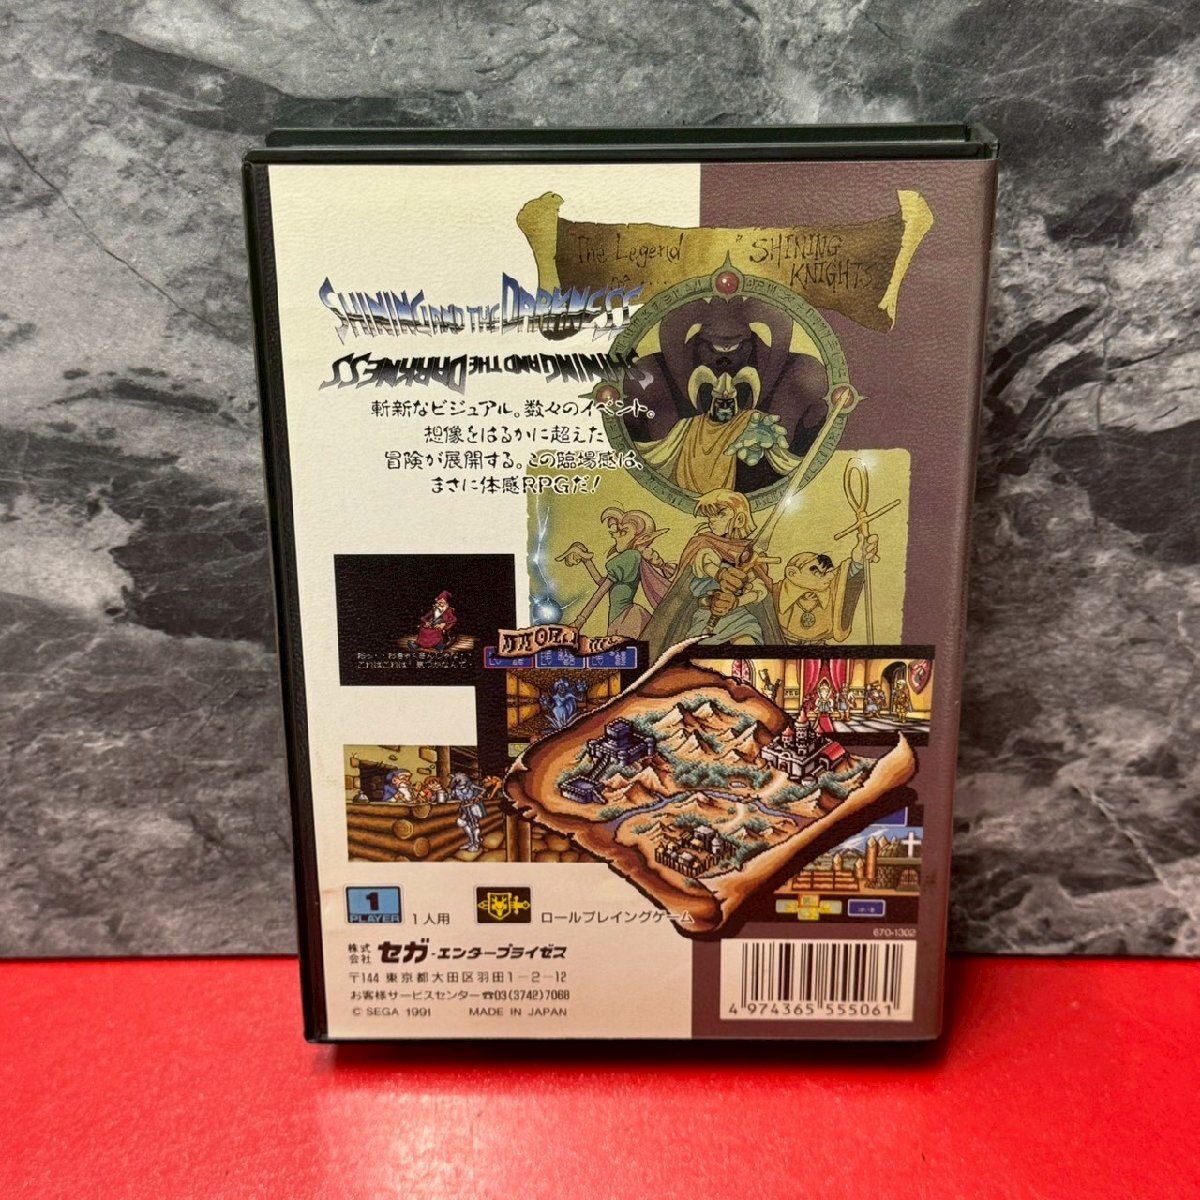 The Legend of "SHINING
KNIGHTS
SHINING AND THE DARKNESS
SHINING AND THE DARKNESS
斬新なビジュアル。数々のイベント。
想像をはるかに超えた
冒険が展開する。この臨場感は、
まさに体感RPGだ!
1
PLAYER
1人用
ロールプレイングゲーム
670-1302
株式会社 セガ・エンタープライゼス
〒144 東京都大田区羽田1-2-12
お客様サービスセンター☎03(3742)7068
© SEGA 1991 MADE IN JAPAN
4 974365 555061